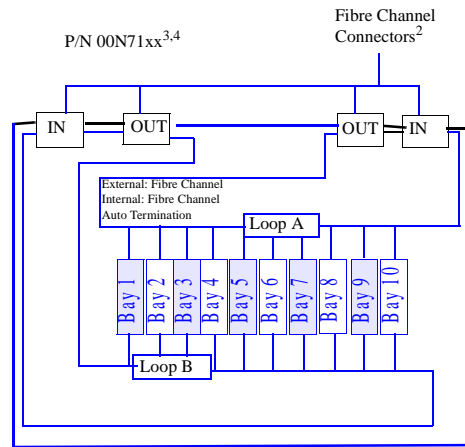 Fibre Channel
P/N 00N71xx3,4
Connectors2
IN
OUT
OUT
IN
External: Fibre Channel
Internal: Fibre Channel
Auto Termination
Loop A
Bay 1
Bay 2
Bay 3
Bay 4
Bay 5
Bay 6
Bay 7
Bay 8
Bay 9
Bay 10
Loop B